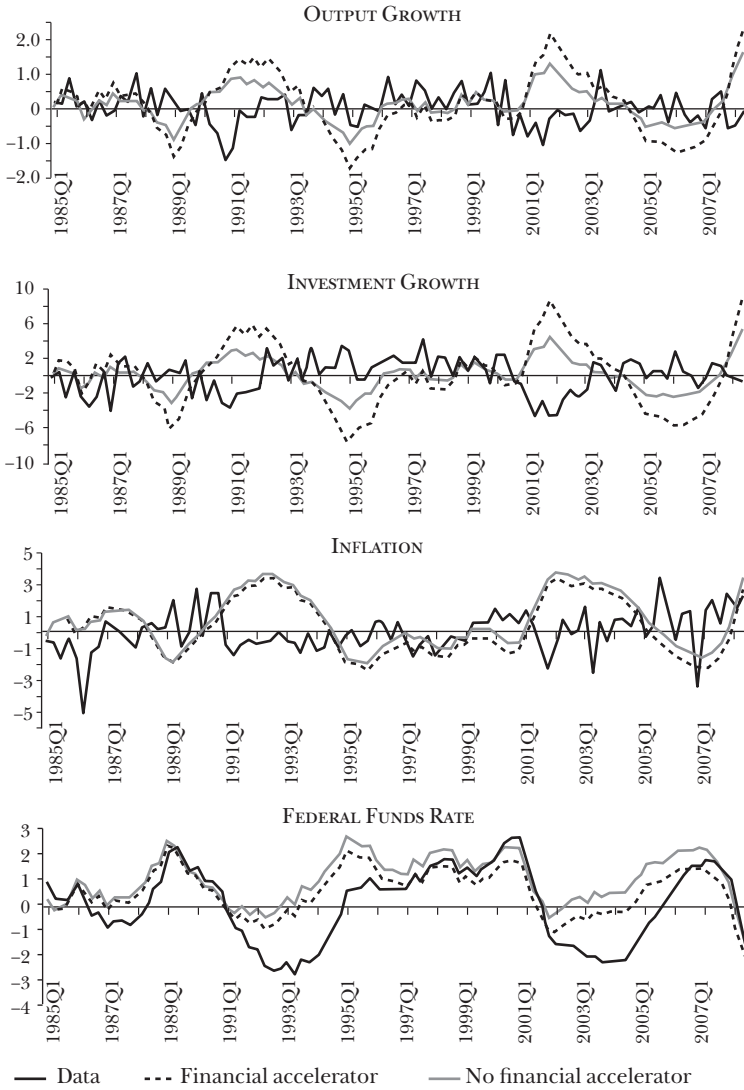 OUTPUT GROWTH
2.0
1.0
0
–1.0
–2.0
1985Q1 1987Q1 1989Q1 1991Q1 1993Q1 1995Q1 1997Q1 1999Q1 2001Q1 2003Q1 2005Q1 2007Q1
INVESTMENT GROWTH
10
6
2
–2
–6
–10
1985Q1 1987Q1 1989Q1 1991Q1 1993Q1 1995Q1 1997Q1 1999Q1 2001Q1 2003Q1 2005Q1 2007Q1
INFLATION
5
3
1
–1
–3
–5
1985Q1 1987Q1 1989Q1 1991Q1 1993Q1 1995Q1 1997Q1 1999Q1 2001Q1 2003Q1 2005Q1 2007Q1
FEDERAL FUNDS RATE
3
2
1
0
–1
–2
–3
–4
1985Q1 1987Q1 1989Q1 1991Q1 1993Q1 1995Q1 1997Q1 1999Q1 2001Q1 2003Q1 2005Q1 2007Q1
Data Financial accelerator No financial accelerator